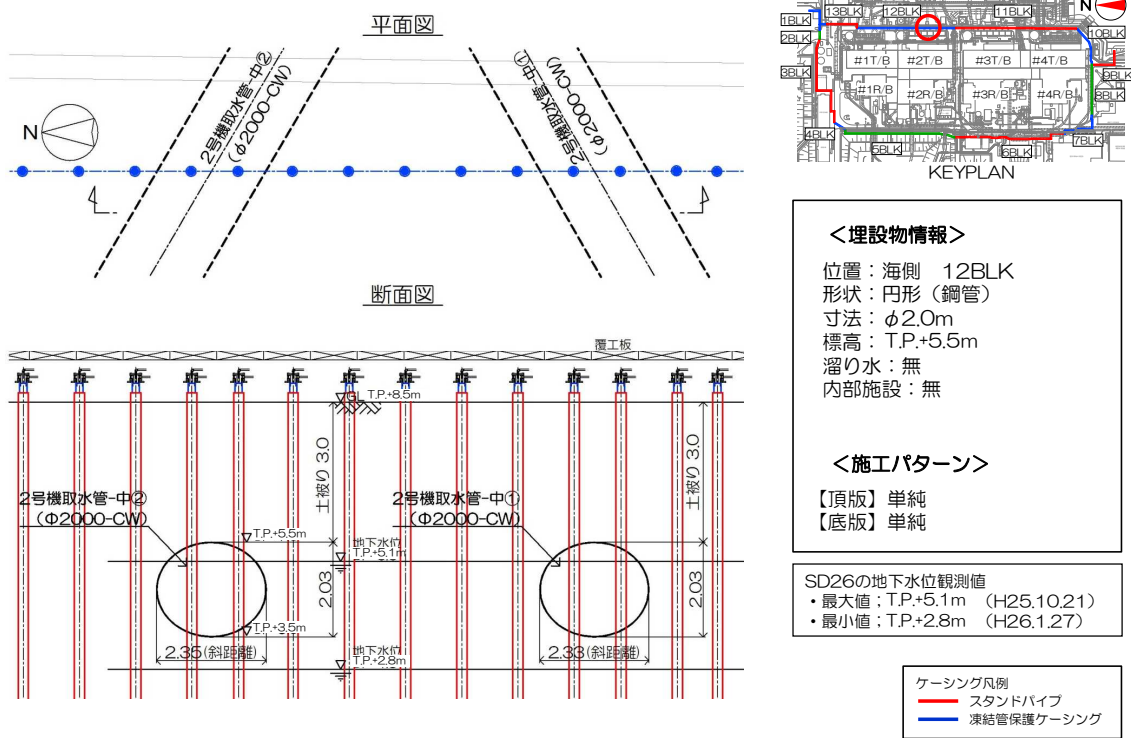 平面図
2号機取水管-中②
(φ2000-CW)
2号機取水管-中①
(φ2000-CW)
N
断面図
覆工板
GL T.P.+8.5m
土被り 3.0
2号機取水管-中②
(Φ2000-CW)
2号機取水管-中①
(Φ2000-CW)
T.P.+5.5m
地下水位
T.P.+5.1m
2.03
2.03
土被り 3.0
T.P.+3.5m
2.35(斜距離)
2.33(斜距離)
地下水位
T.P.+2.8m
N
1BLK
13BLK
12BLK
11BLK
2BLK
10BLK
3BLK
#1T/B
#2T/B
#3T/B
#4T/B
9BLK
#1R/B
#2R/B
#3R/B
#4R/B
8BLK
4BLK
5BLK
6BLK
7BLK
KEYPLAN
<埋設物情報>
位置：海側 12BLK
形状：円形（鋼管）
寸法：φ2.0m
標高：T.P.+5.5m
溜り水：無
内部施設：無
<施工パターン>
【頂版】単純
【底版】単純
SD26の地下水位観測値
・最大値；T.P.+5.1m （H25.10.21）
・最小値；T.P.+2.8m （H26.1.27）
ケーシング凡例
スタンドパイプ
凍結管保護ケーシング